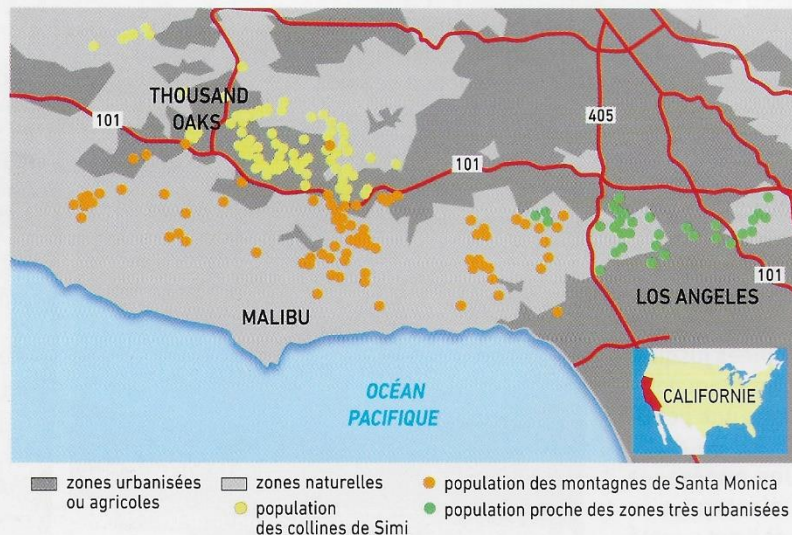 THOUSAND
OAKS
101
405
101
101
MALIBU
LOS ANGELES
OCÉAN
PACIFIQUE
CALIFORNIE
zones urbanisées
ou agricoles
zones naturelles
population
des collines de Simi
population des montagnes de Santa Monica
population proche des zones très urbanisées